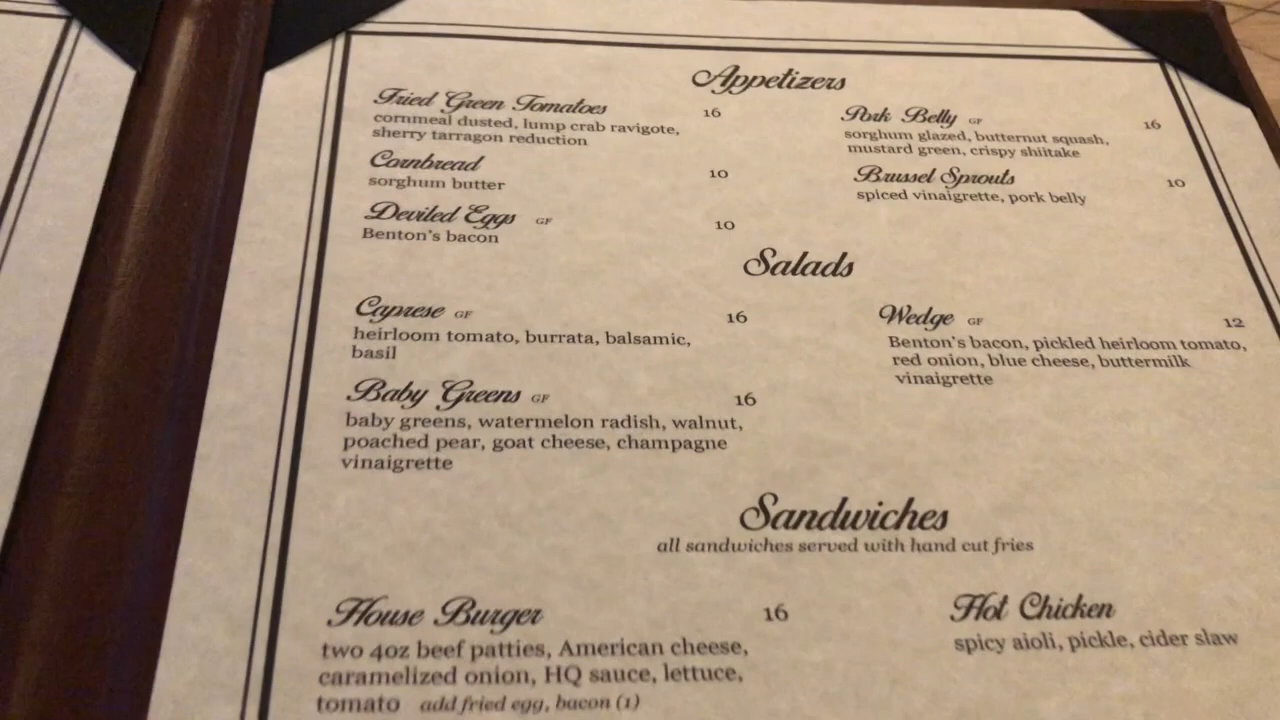 Appetizers
Fried Green Tomatoes 16
cornmeal dusted, lump crab ravigote,
sherry tarragon reduction
Cornbread 10
sorghum butter
Deviled Eggs GF 10
Benton's bacon
Pork Belly GF 16
sorghum glazed, butternut squash,
mustard green, crispy shiitake
Brussel Sprouts 10
spiced vinaigrette, pork belly
Salads
Caprese GF 16
heirloom tomato, burrata, balsamic,
basil
Baby Greens GF 16
baby greens, watermelon radish, walnut,
poached pear, goat cheese, champagne
vinaigrette
Wedge GF 12
Benton's bacon, pickled heirloom tomato,
red onion, blue cheese, buttermilk
vinaigrette
Sandwiches
all sandwiches served with hand cut fries
House Burger 16
two 4oz beef patties, American cheese,
caramelized onion, HQ sauce, lettuce,
tomato add fried egg, bacon (1)
Hot Chicken
spicy aioli, pickle, cider slaw